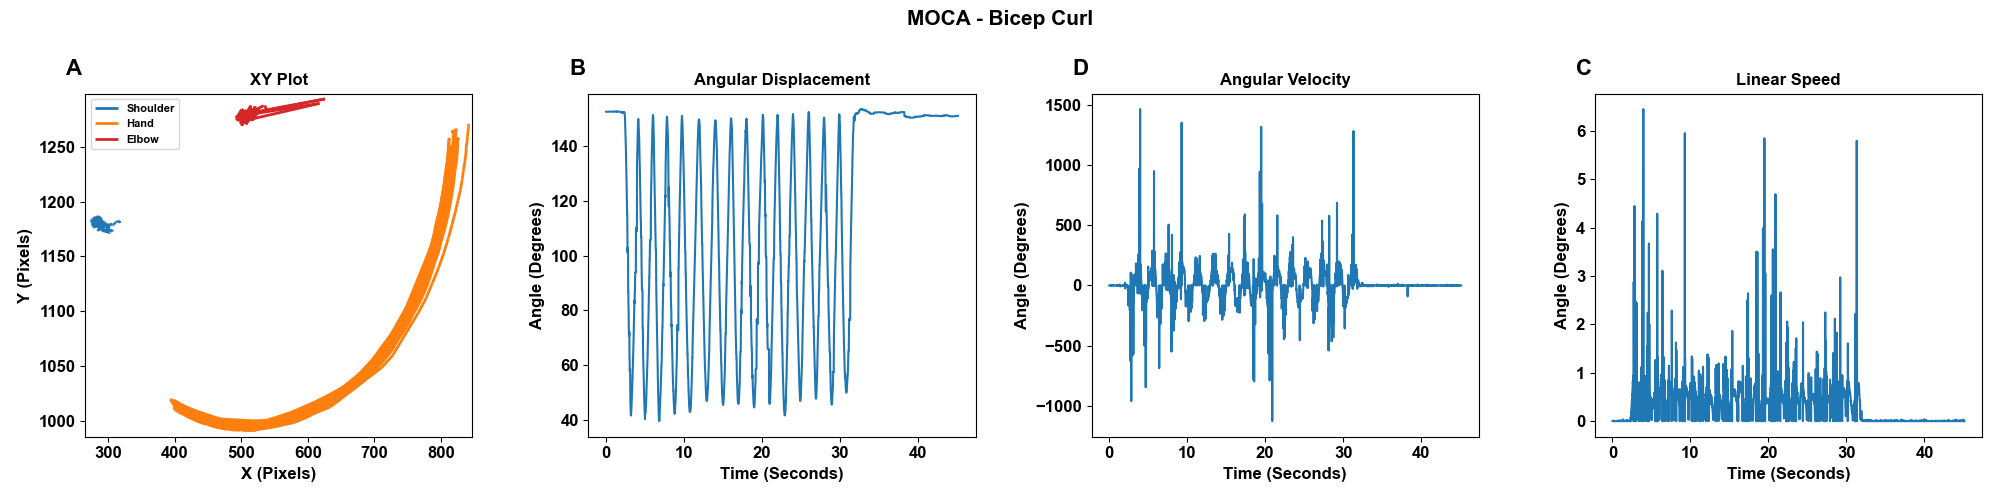 MOCA - Bicep Curl
A
XY Plot
Shoulder
Hand
Elbow
1250
1200
1150
1100
1050
1000
Y (Pixels)
300 400 500 600 700 800
X (Pixels)
B
Angular Displacement
140
120
100
80
60
40
Angle (Degrees)
0 10 20 30 40
Time (Seconds)
D
Angular Velocity
1500
1000
500
0
−500
−1000
Angle (Degrees)
0 10 20 30 40
Time (Seconds)
C
Linear Speed
6
5
4
3
2
1
0
Angle (Degrees)
0 10 20 30 40
Time (Seconds)